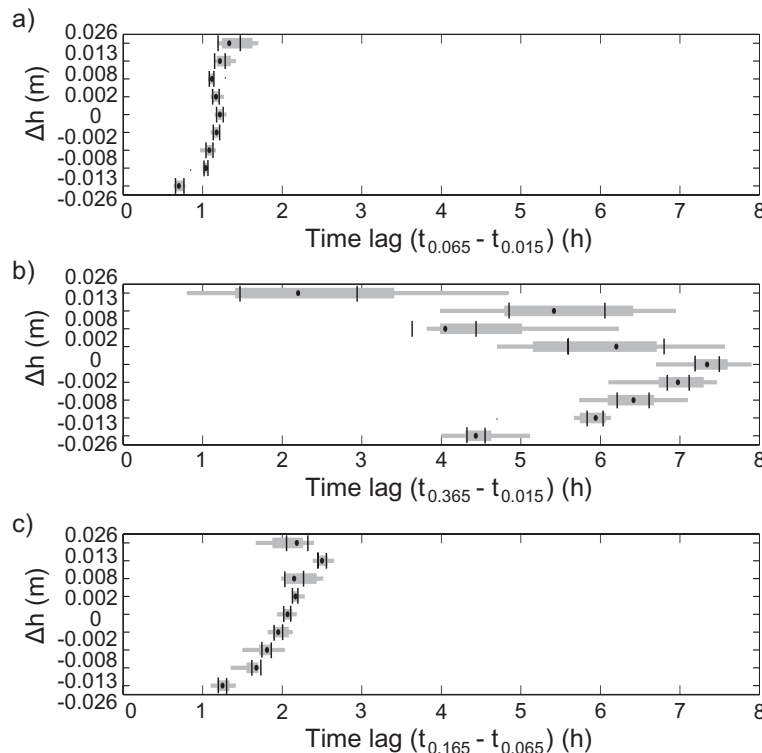 a)
0.026
0.013
0.008
0.002
0
-0.002
-0.008
-0.013
-0.026
Δh (m)
0 1 2 3 4 5 6 7 8
Time lag (t0.065 - t0.015) (h)
b)
0.026
0.013
0.008
0.002
0
-0.002
-0.008
-0.013
-0.026
Δh (m)
0 1 2 3 4 5 6 7 8
Time lag (t0.365 - t0.015) (h)
c)
0.026
0.013
0.008
0.002
0
-0.002
-0.008
-0.013
-0.026
Δh (m)
0 1 2 3 4 5 6 7 8
Time lag (t0.165 - t0.065) (h)